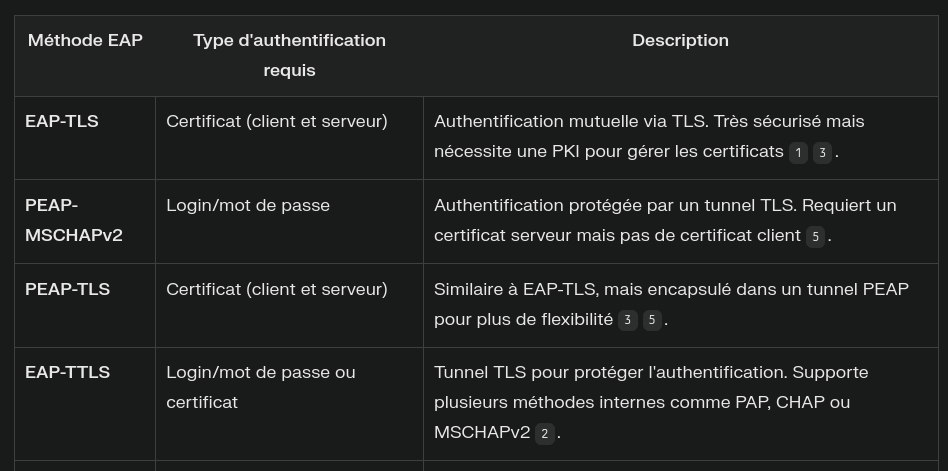 Méthode EAP
Type d'authentification
requis
Description
EAP-TLS
Certificat (client et serveur)
Authentification mutuelle via TLS. Très sécurisé mais
nécessite une PKI pour gérer les certificats 1 3 .
PEAP-
MSCHAPv2
Login/mot de passe
Authentification protégée par un tunnel TLS. Requiert un
certificat serveur mais pas de certificat client 5 .
PEAP-TLS
Certificat (client et serveur)
Similaire à EAP-TLS, mais encapsulé dans un tunnel PEAP
pour plus de flexibilité 3 5 .
EAP-TTLS
Login/mot de passe ou
certificat
Tunnel TLS pour protéger l'authentification. Supporte
plusieurs méthodes internes comme PAP, CHAP ou
MSCHAPv2 2 .